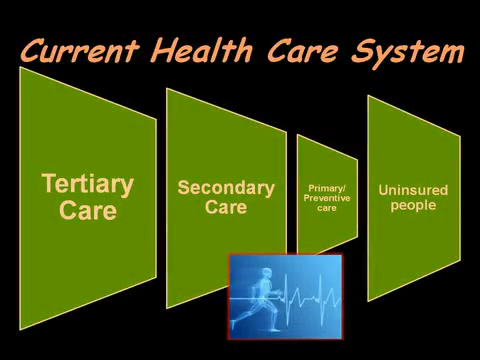 Current Health Care System
Tertiary
Care
Secondary
Care
Primary/
Preventive
care
Uninsured
people